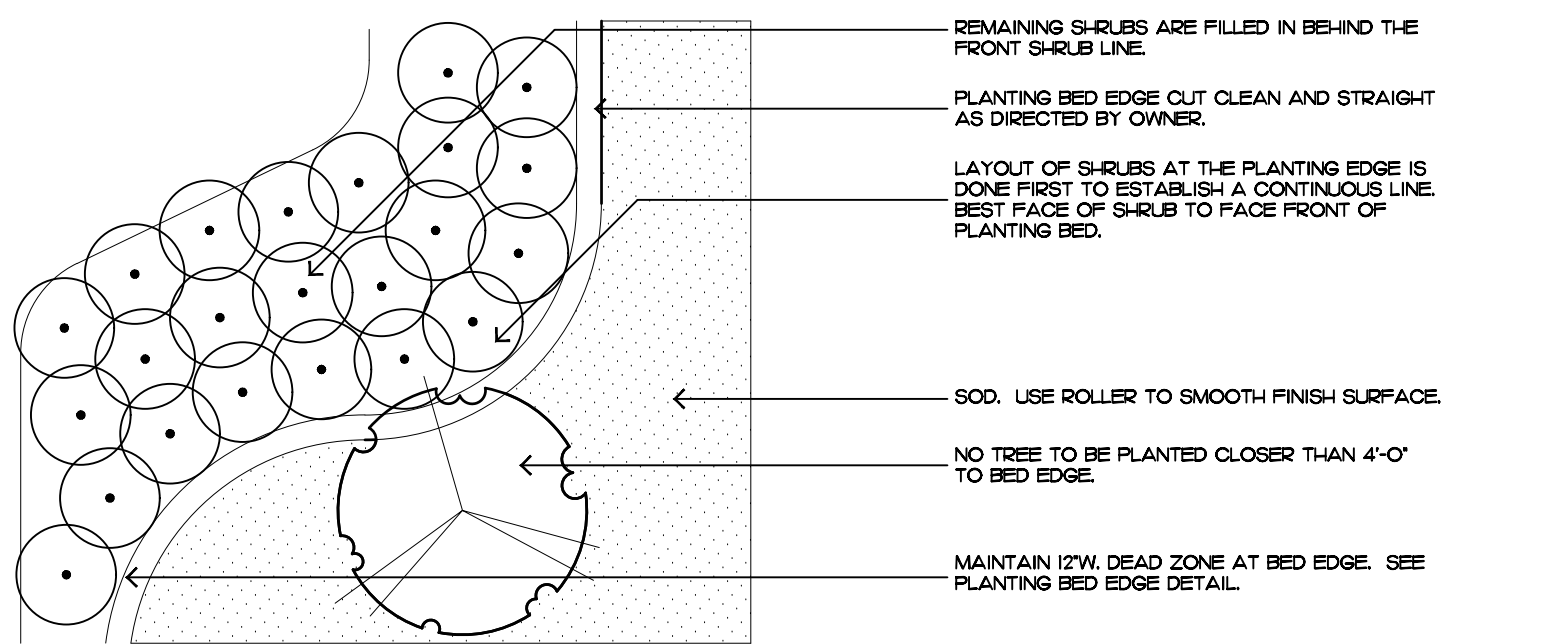 REMAINING SHRUBS ARE FILLED IN BEHIND THE
FRONT SHRUB LINE.
PLANTING BED EDGE CUT CLEAN AND STRAIGHT
AS DIRECTED BY OWNER.
LAYOUT OF SHRUBS AT THE PLANTING EDGE IS
DONE FIRST TO ESTABLISH A CONTINUOUS LINE.
BEST FACE OF SHRUB TO FACE FRONT OF
PLANTING BED.
SOD.  USE ROLLER TO SMOOTH FINISH SURFACE.
NO TREE TO BE PLANTED CLOSER THAN 4'-0"
TO BED EDGE.
MAINTAIN 12"W. DEAD ZONE AT BED EDGE.  SEE
PLANTING BED EDGE DETAIL.